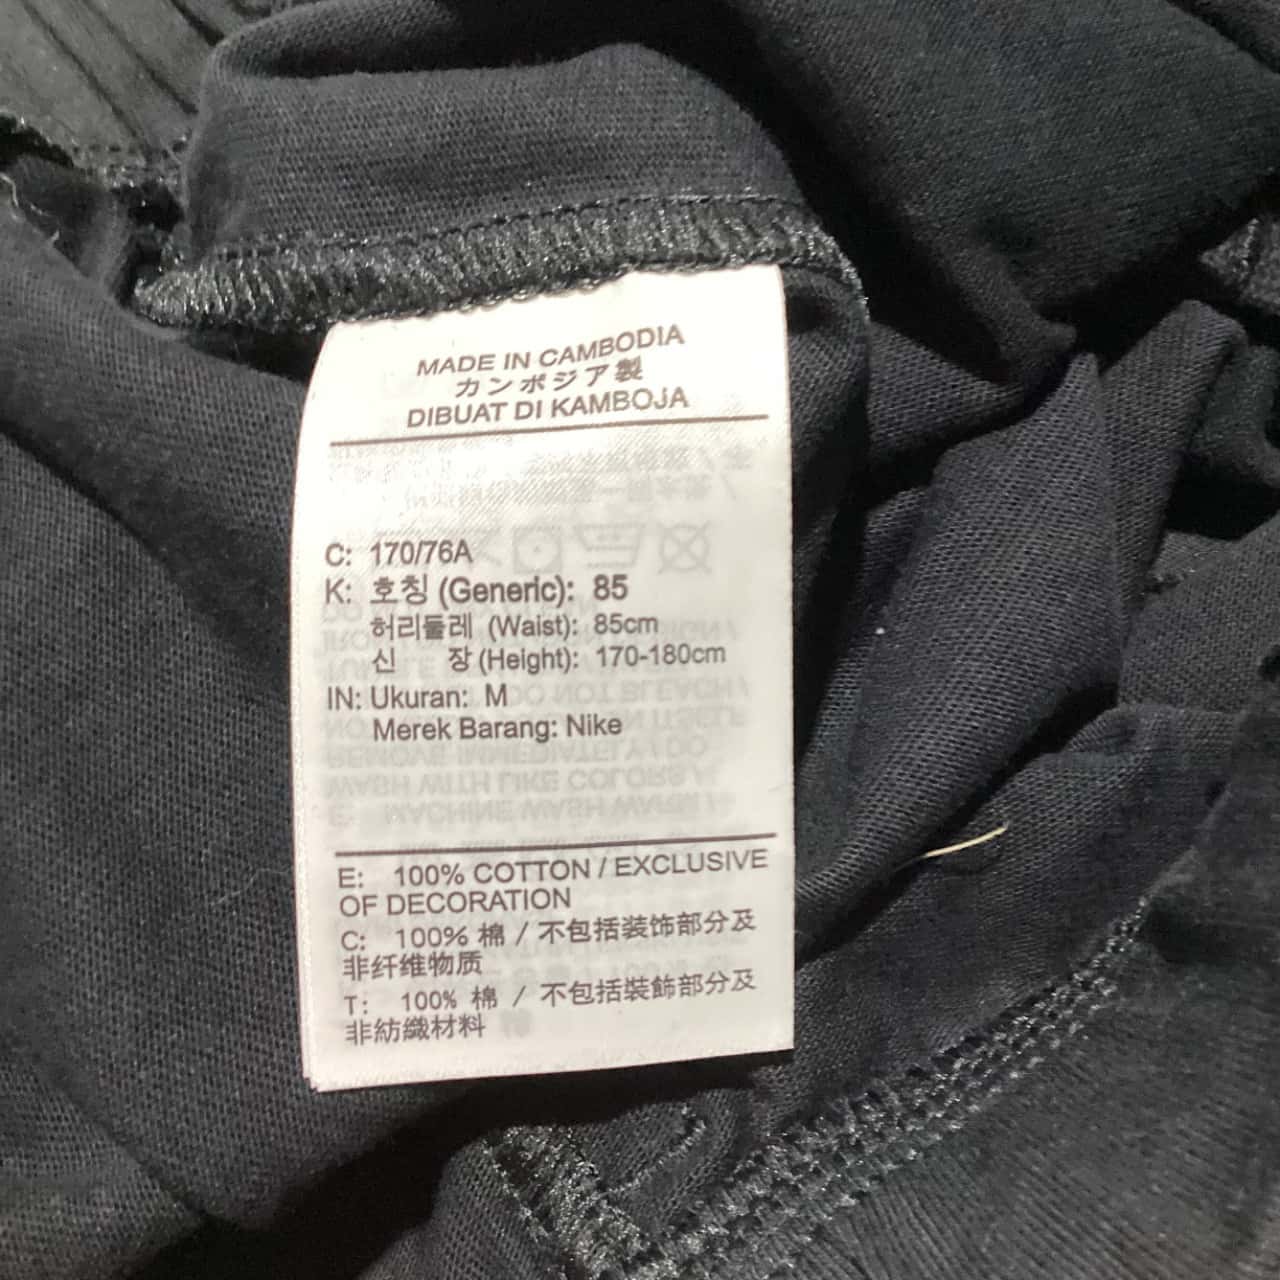 MADE IN CAMBODIA
カンボジア製
DIBUAT DI KAMBOJA
C: 170/76A
K: 호칭 (Generic): 85
허리둘레 (Waist): 85cm
신 장 (Height): 170-180cm
IN: Ukuran: M
Merek Barang: Nike
E: 100% COTTON / EXCLUSIVE
OF DECORATION
C: 100% 棉 / 不包括装饰部分及
非纤维物质
T: 100% 棉 / 不包括裝飾部分及
非紡織材料